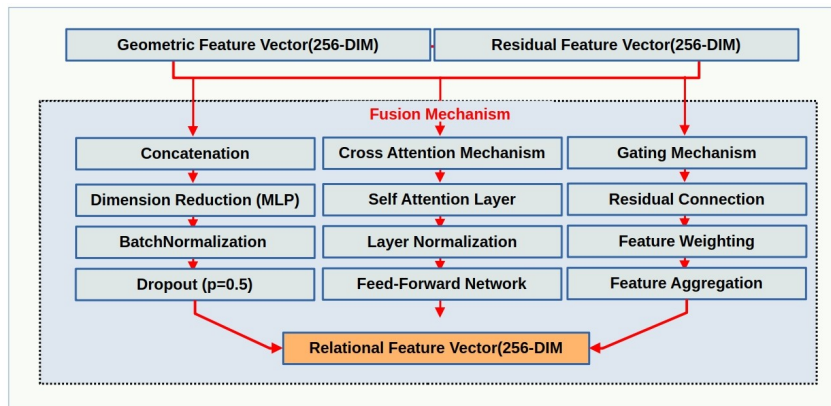 Geometric Feature Vector(256-DIM) Residual Feature Vector(256-DIM)
Fusion Mechanism
Concatenation Cross Attention Mechanism Gating Mechanism
Dimension Reduction (MLP) Self Attention Layer Residual Connection
BatchNormalization Layer Normalization Feature Weighting
Dropout (p=0.5) Feed-Forward Network Feature Aggregation
Relational Feature Vector(256-DIM